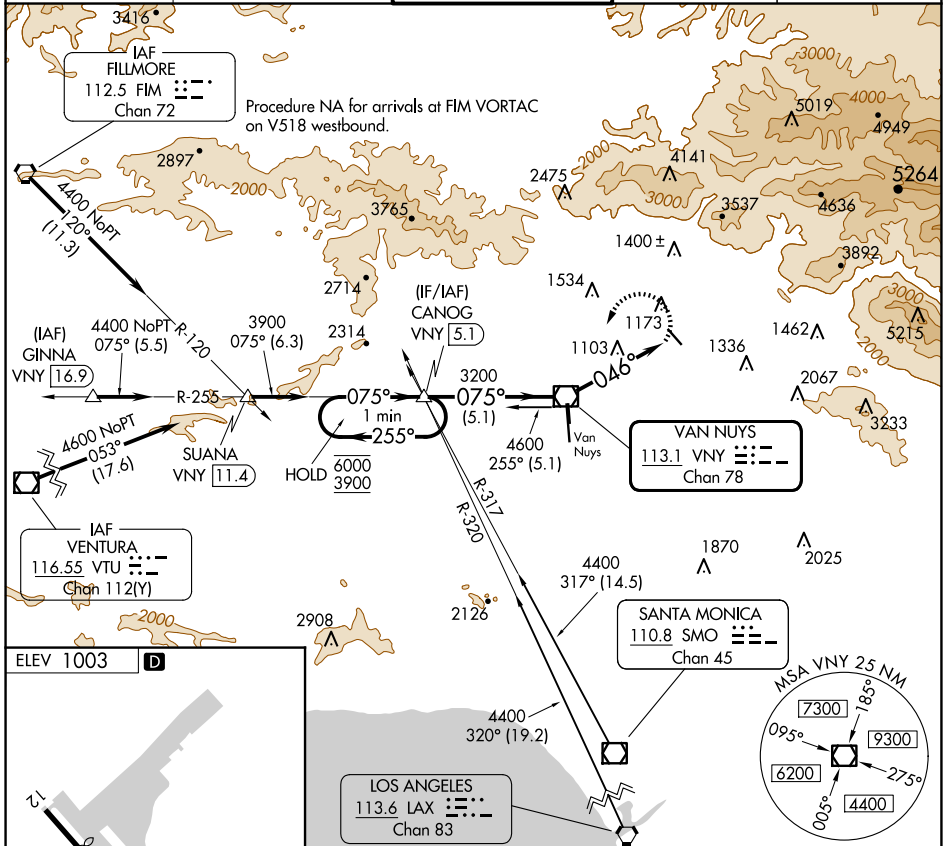 3416
IAF
FILLMORE
112.5 FIM
Chan 72
Procedure NA for arrivals at FIM VORTAC
on V518 westbound.
3000
4000
5019
4949
2897
2000
2000
4141
2475
5264
3000
3537
4636
4400 NoPT
120°
(11.3)
3765
1400 ±
3892
2714
1534
3000
(IF/IAF)
CANOG
VNY 5.1
1173
5215
(IAF)
GINNA
VNY 16.9
4400 NoPT
075° (5.5)
R-120
3900
075° (6.3)
2314
1103
046°
1462
1336
2000
R-255
075°
1 min
255°
3200
075°
(5.1)
2067
3233
4600 NoPT
053°
(17.6)
SUANA
VNY 11.4
HOLD
6000
3900
4600
255° (5.1)
Van
Nuys
VAN NUYS
113.1 VNY
Chan 78
R-317
R-320
IAF
VENTURA
116.55 VTU
Chan 112(Y)
1870
2025
4400
317° (14.5)
2126
2000
2908
SANTA MONICA
110.8 SMO
Chan 45
ELEV 1003 D
MSA VNY 25 NM
7300
185°
095°
9300
6200
275°
005°
4400
4400
320° (19.2)
12
LOS ANGELES
113.6 LAX
Chan 83